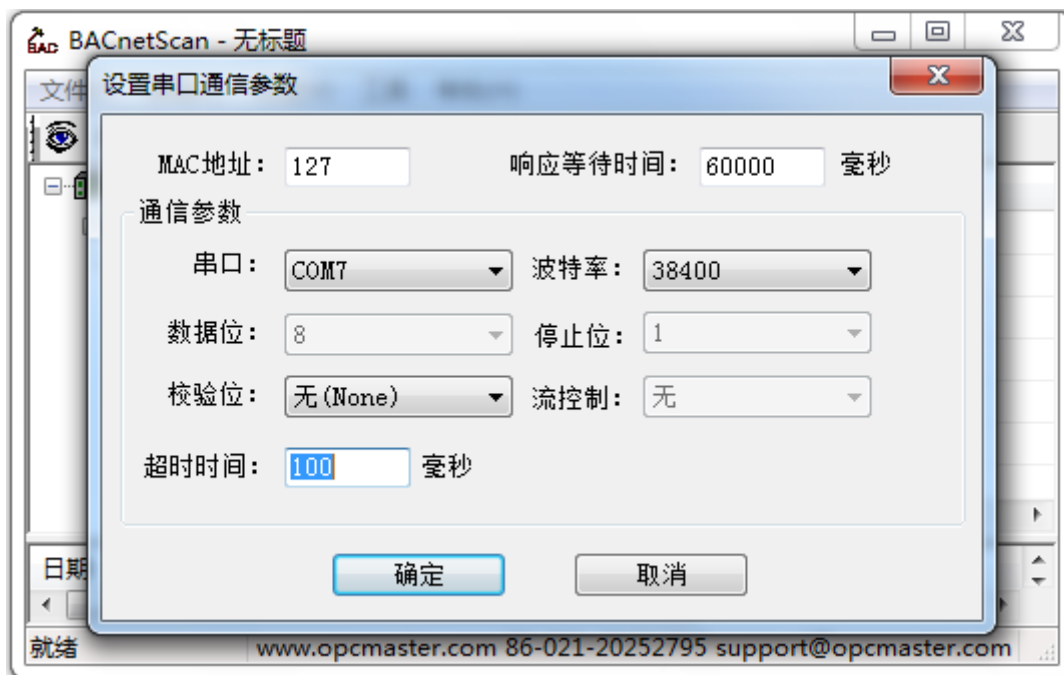 BACnetScan - 无标题
设置串口通信参数
文件
MAC地址： 127 响应等待时间： 60000 毫秒
通信参数
串口： COM7 波特率： 38400
数据位： 8 停止位： 1
校验位： 无(None) 流控制： 无
超时时间： 100 毫秒
确定 取消
日期
就绪 www.opcmaster.com 86-021-20252795 support@opcmaster.com